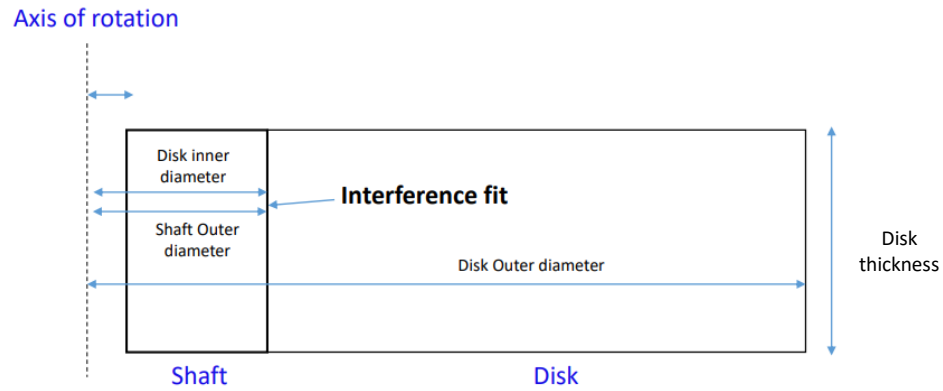 Axis of rotation
Disk inner
diameter
Interference fit
Shaft Outer
diameter
Disk Outer diameter
Disk
thickness
Shaft
Disk